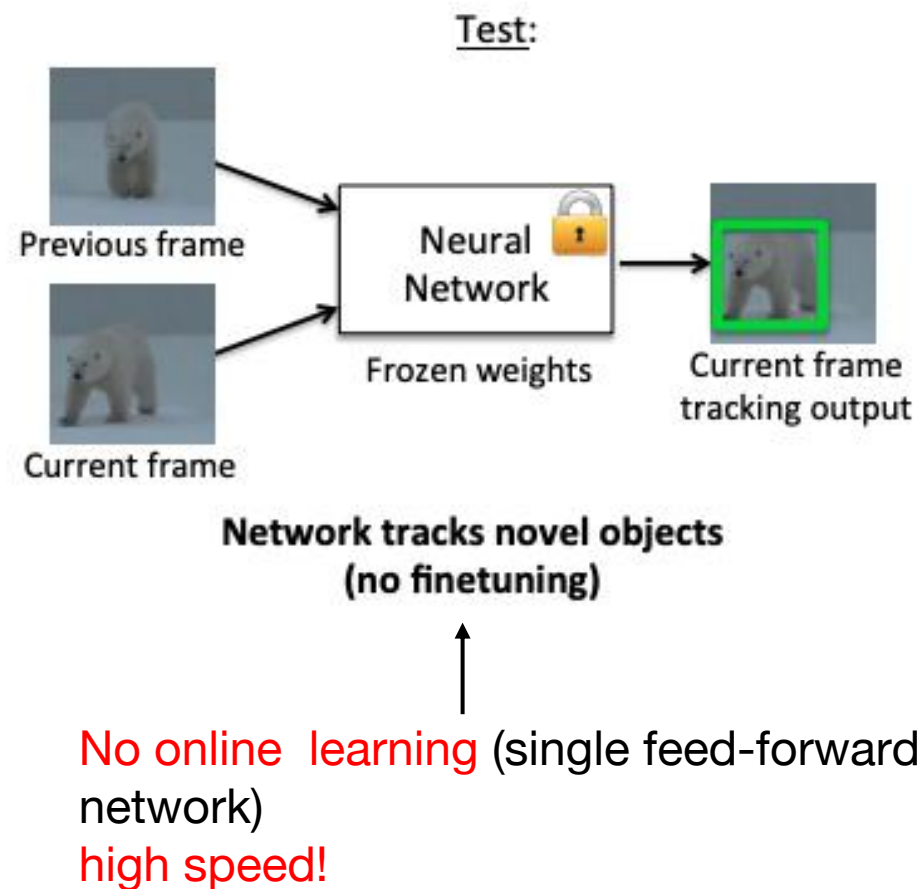 Test:
Previous frame
Neural
Network
Current frame
Frozen weights
Current frame
tracking output
Network tracks novel objects
(no finetuning)
No online  learning (single feed-forward
network)
high speed!